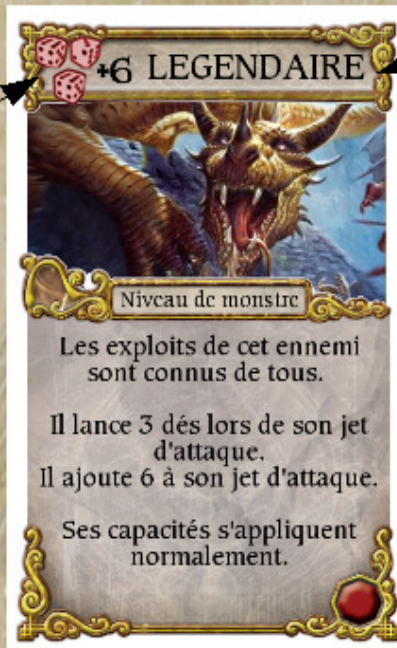 +6 LEGENDAIRE
Niveau de monstre
Les exploits de cet ennemi
sont connus de tous.
Il lance 3 dés lors de son jet
d'attaque.
Il ajoute 6 à son jet d'attaque.
Ses capacités s'appliquent
normalement.